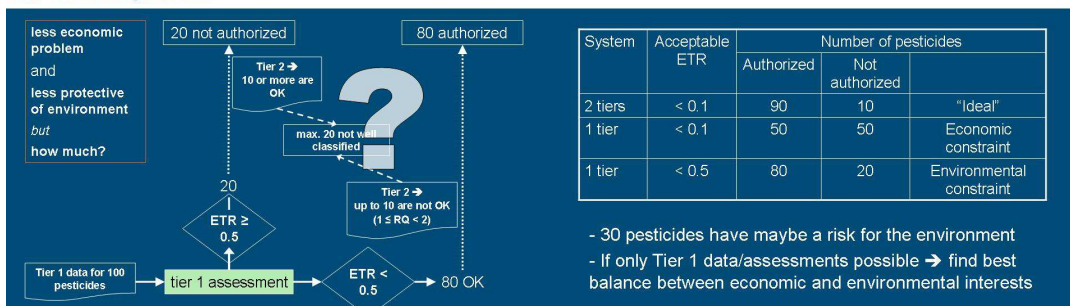 less economic
problem
and
less protective
of environment
but
how much?
20 not authorized
80 authorized
Tier 2 ➔
10 or more are
OK
?
max. 20 not well
classified
Tier 2 ➔
up to 10 are not OK
(1 ≤ RQ < 2)
20
ETR ≥
0.5
Tier 1 data for 100
pesticides
tier 1 assessment
ETR <
0.5
80 OK
System
Acceptable
ETR
Number of pesticides
Authorized
Not
authorized
2 tiers
< 0.1
90
10
“Ideal”
1 tier
< 0.1
50
50
Economic
constraint
1 tier
< 0.5
80
20
Environmental
constraint
- 30 pesticides have maybe a risk for the environment
- If only Tier 1 data/assessments possible ➔ find best
balance between economic and environmental interests